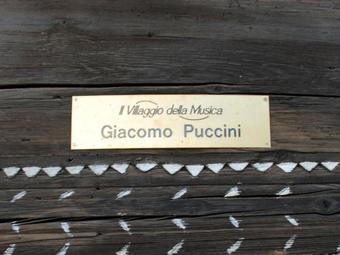 Il Villaggio della Musica
Giacomo Puccini